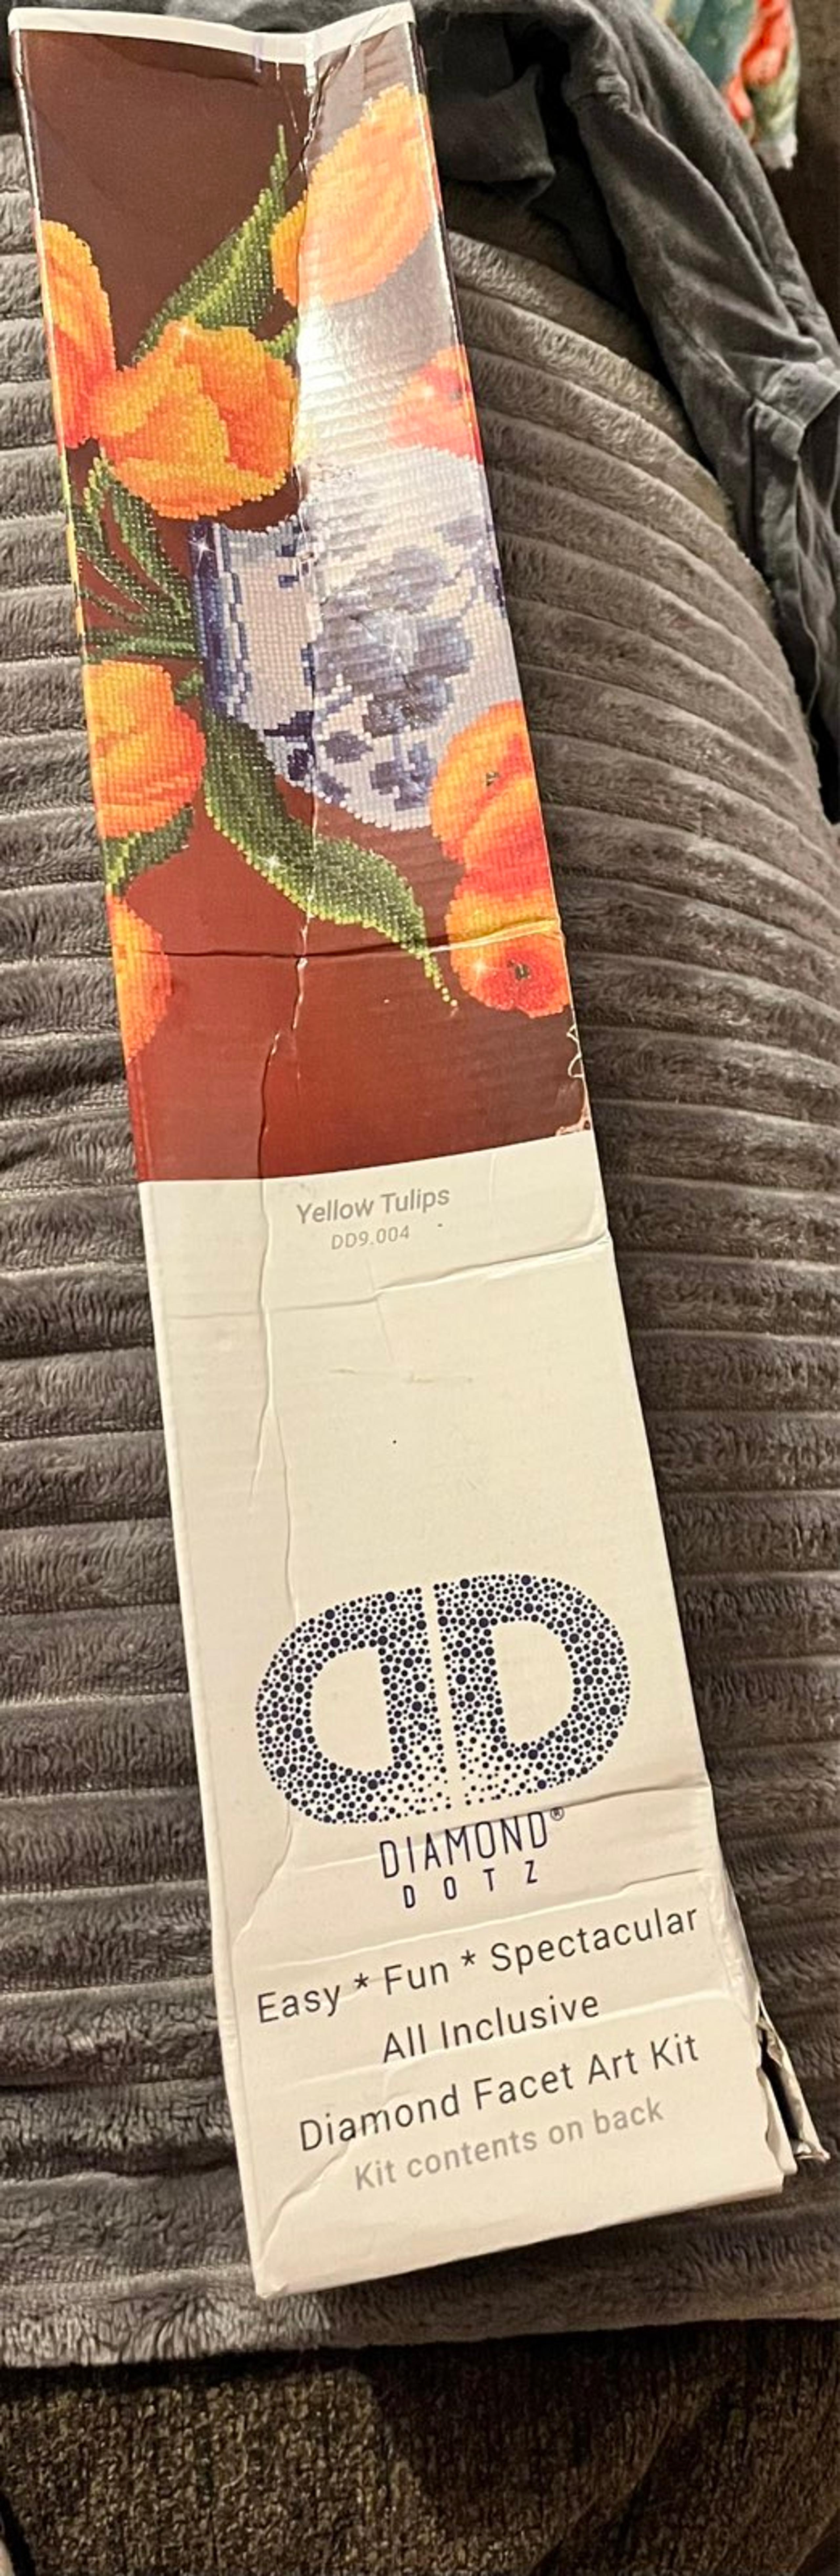 Yellow Tulips
DD9.004
DD
DIAMOND®
DOTZ
Easy * Fun * Spectacular
All Inclusive
Diamond Facet Art Kit
Kit contents on back